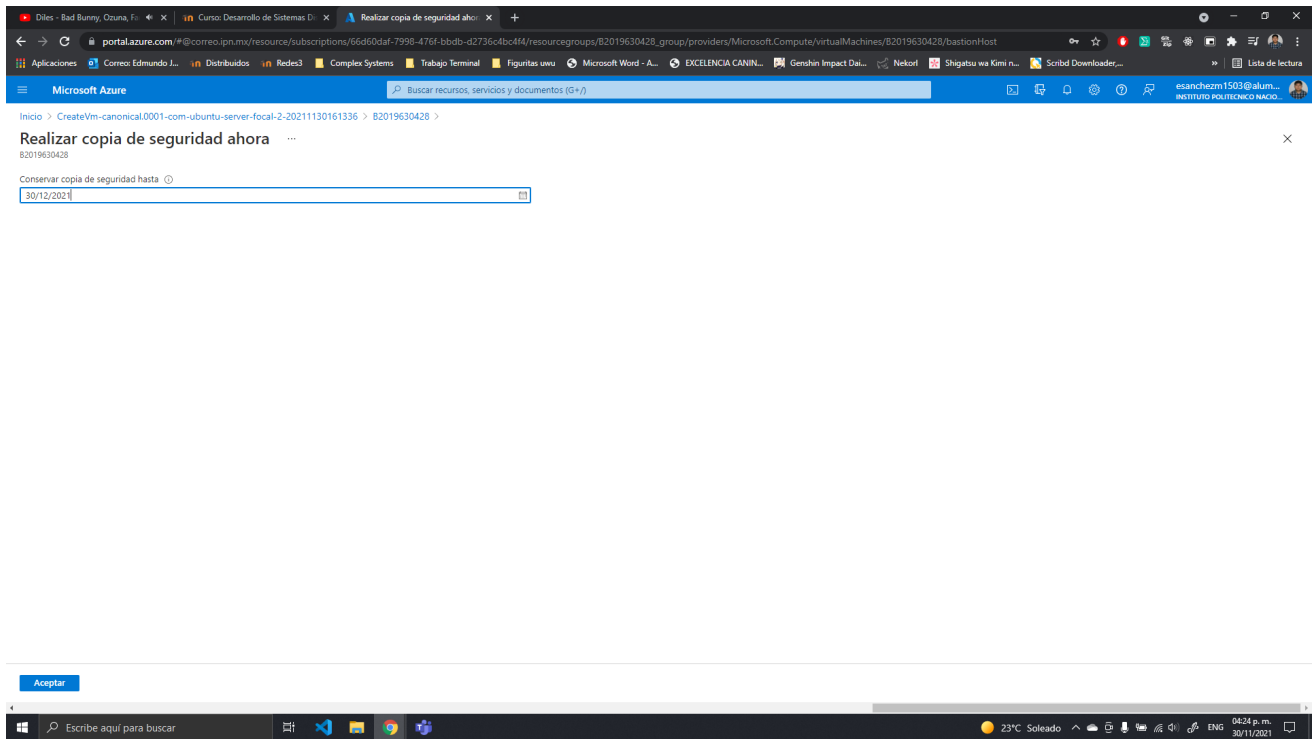 Diles - Bad Bunny, Ozuna, Fa
Curso: Desarrollo de Sistemas Di
Realizar copia de seguridad ahor
portal.azure.com/#@correo.ipn.mx/resource/subscriptions/66d60daf-7998-476f-bbdb-d2736c4bc4f4/resourcegroups/B2019630428_group/providers/Microsoft.Compute/virtualMachines/B2019630428/bastionHost
Aplicaciones Correo: Edmundo J... Distribuidos Redes3 Complex Systems Trabajo Terminal Figuritas uwu Microsoft Word - A... EXCELENCIA CANIN... Genshin Impact Dai... Nekorl Shigatsu wa Kimi n... Scribd Downloader,... » Lista de lectura
Microsoft Azure
Buscar recursos, servicios y documentos (G+/)
esanchezm1503@alum...
INSTITUTO POLITECNICO NACIO...
Inicio > CreateVm-canonical.0001-com-ubuntu-server-focal-2-20211130161336 > B2019630428 >
Realizar copia de seguridad ahora ...
B2019630428
Conservar copia de seguridad hasta
30/12/2021
Aceptar
Escribe aquí para buscar
23°C Soleado
ENG
04:24 p. m.
30/11/2021